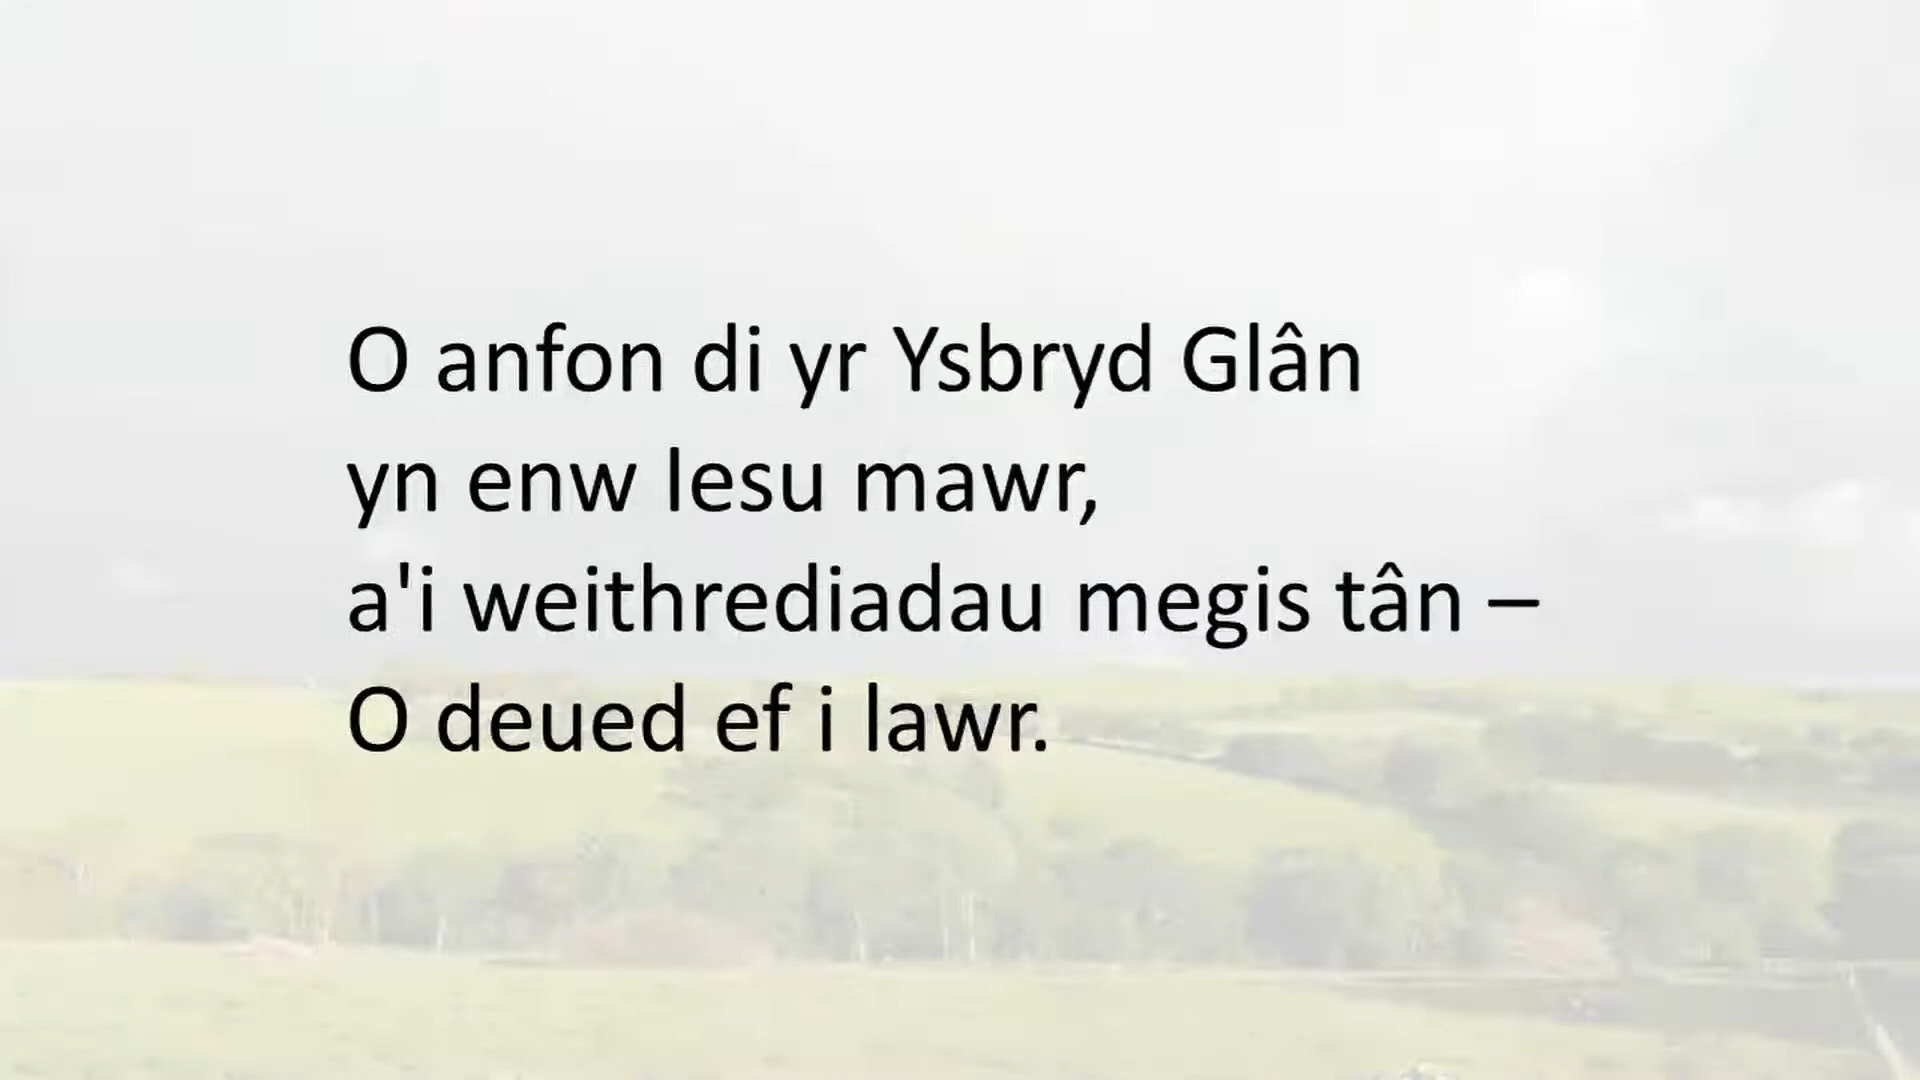 O anfon di yr Ysbryd Glân
yn enw Iesu mawr,
a'i weithrediadau megis tân –
O deued ef i lawr.